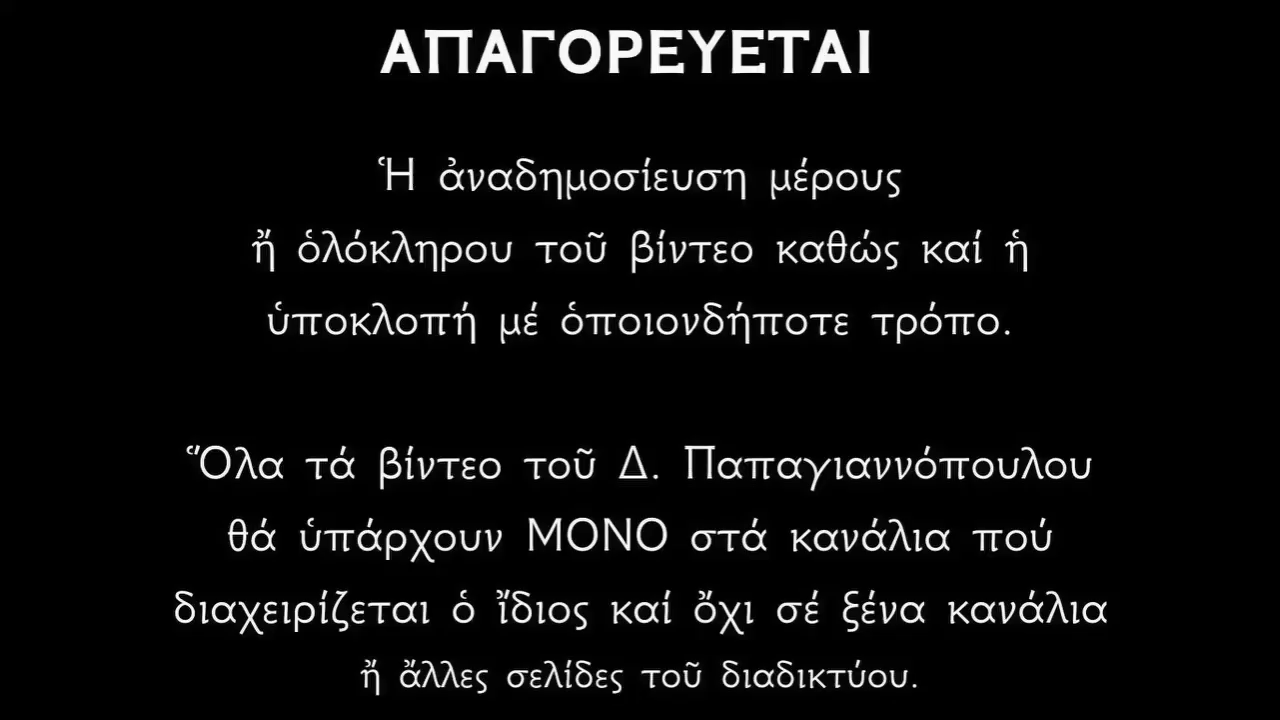 ΑΠΑΓΟΡΕΥΕΤΑΙ
Ἡ ἀναδημοσίευση μέρους
ἤ ὁλόκληρου τοῦ βίντεο καθώς καί ἡ
ὑποκλοπή μέ ὁποιονδήποτε τρόπο.
Ὅλα τά βίντεο τοῦ Δ. Παπαγιαννόπουλου
θά ὑπάρχουν ΜΟΝΟ στά κανάλια πού
διαχειρίζεται ὁ ἴδιος καί ὄχι σέ ξένα κανάλια
ἤ ἄλλες σελίδες τοῦ διαδικτύου.